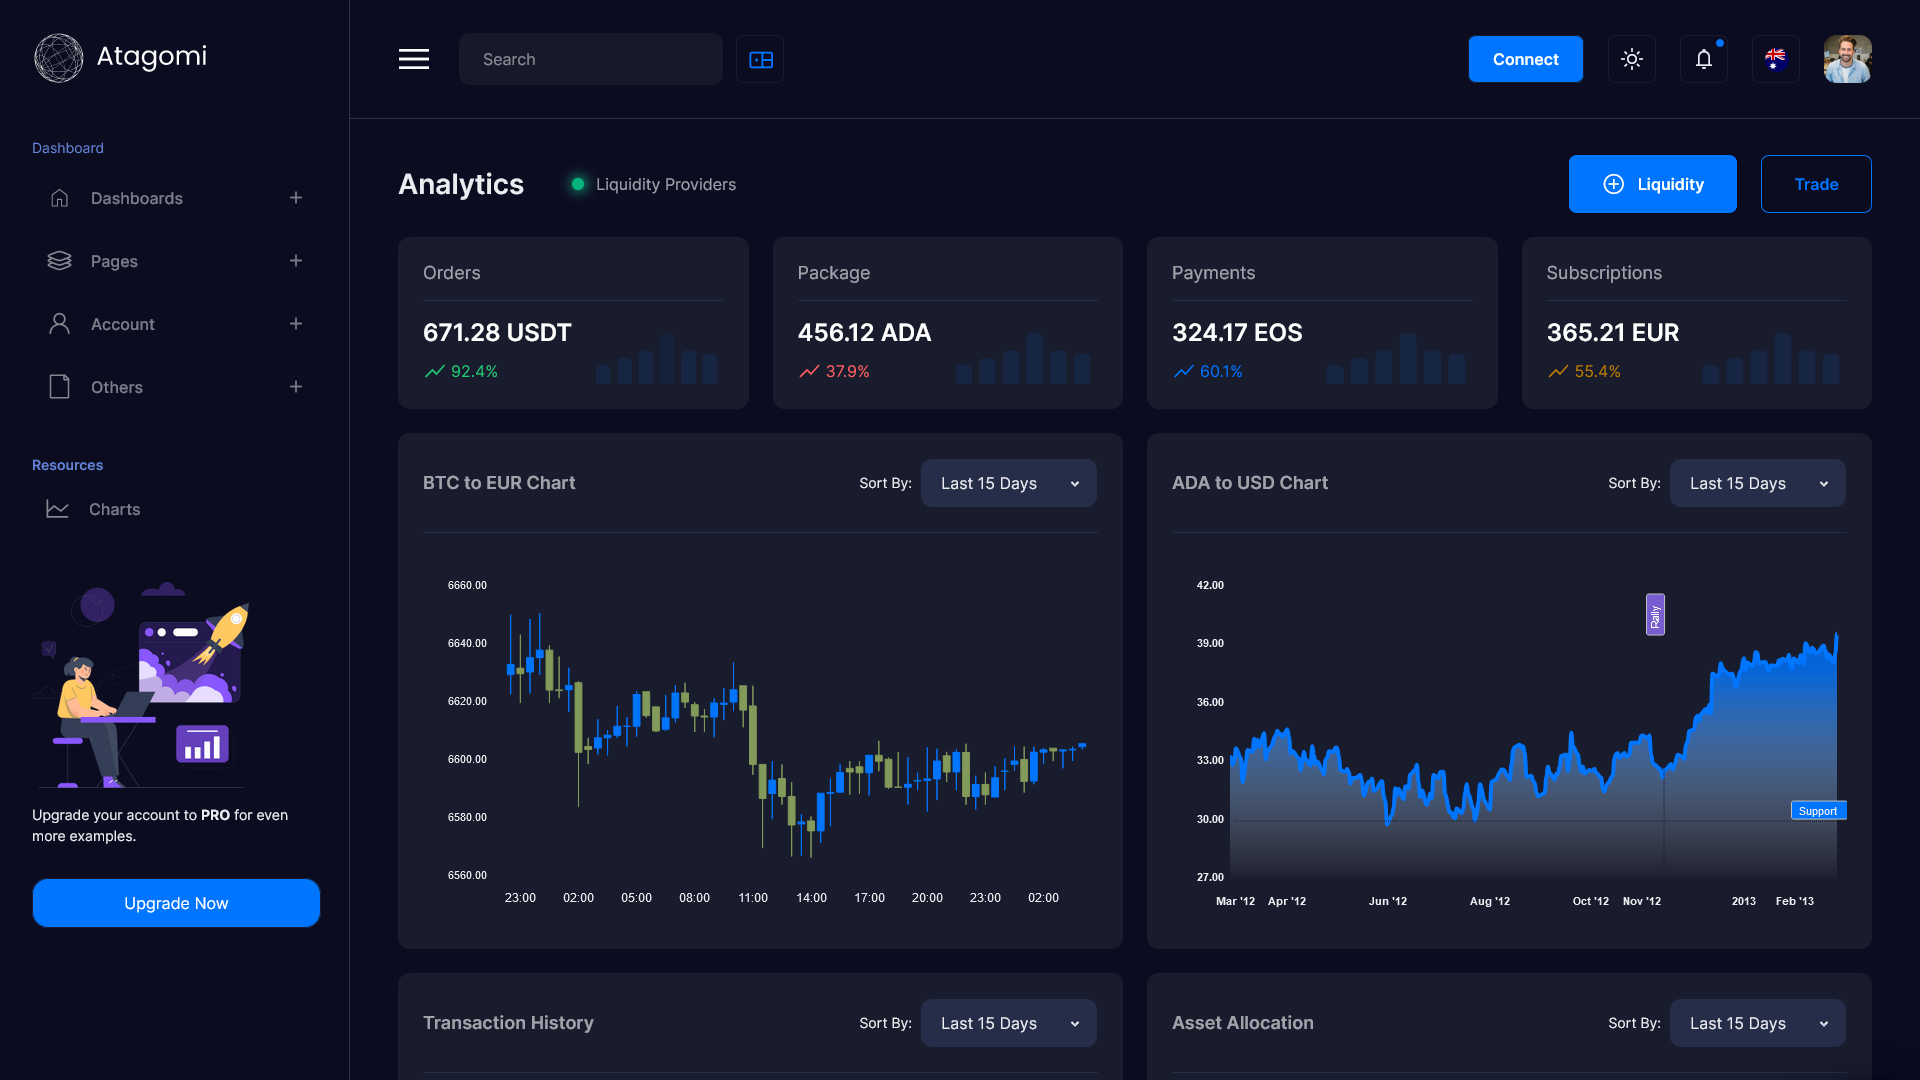 Atagomi
Search
Connect
Dashboard
Dashboards
Pages
Account
Others
Resources
Charts
Upgrade your account to PRO for even
more examples.
Upgrade Now
Analytics
Liquidity Providers
Liquidity
Trade
Orders
671.28 USDT
92.4%
Package
456.12 ADA
37.9%
Payments
324.17 EOS
60.1%
Subscriptions
365.21 EUR
55.4%
BTC to EUR Chart
Sort By:
Last 15 Days
6660.00
6640.00
6620.00
6600.00
6580.00
6560.00
23:00 02:00 05:00 08:00 11:00 14:00 17:00 20:00 23:00 02:00
ADA to USD Chart
Sort By:
Last 15 Days
42.00
39.00
36.00
33.00
30.00
27.00
Rally
Support
Mar '12 Apr '12 Jun '12 Aug '12 Oct '12 Nov '12 2013 Feb '13
Transaction History
Sort By:
Last 15 Days
Asset Allocation
Sort By:
Last 15 Days